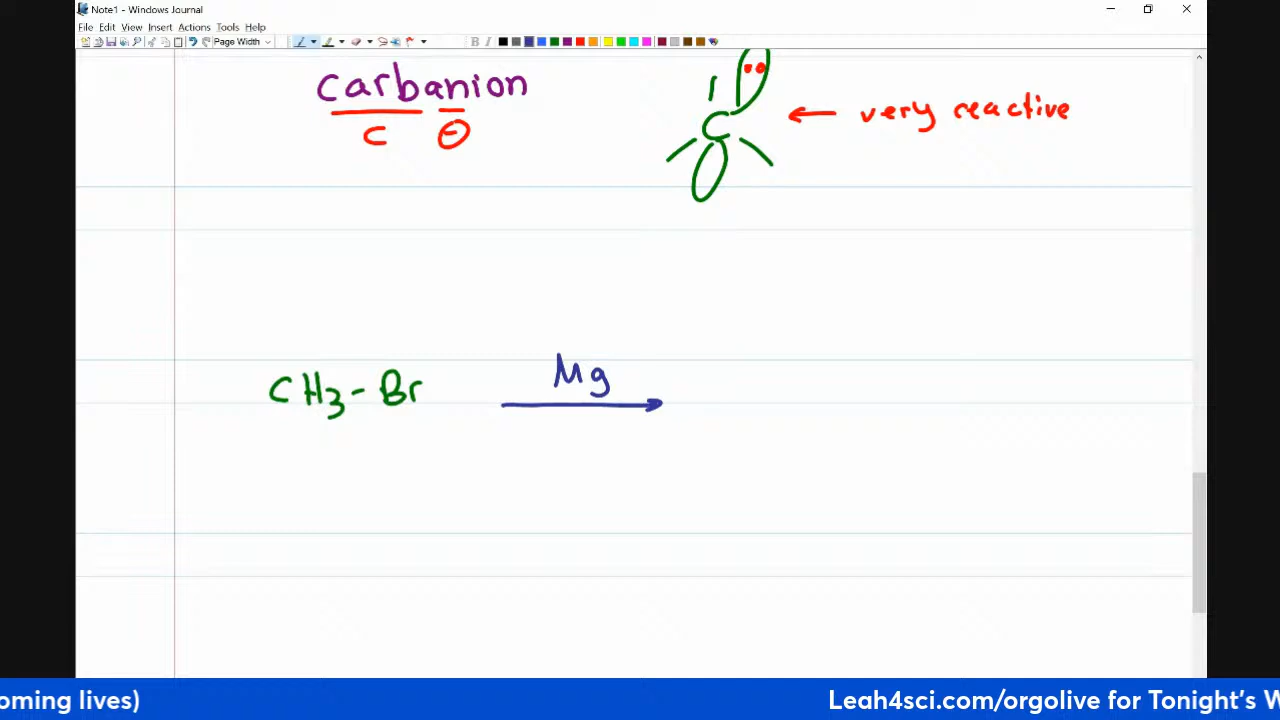 Note1 - Windows Journal
File Edit View Insert Actions Tools Help
Page Width
B I
carbanion
C ⊖
C
← very reactive
CH3-Br
Mg
oming lives)
Leah4sci.com/orgolive for Tonight's W